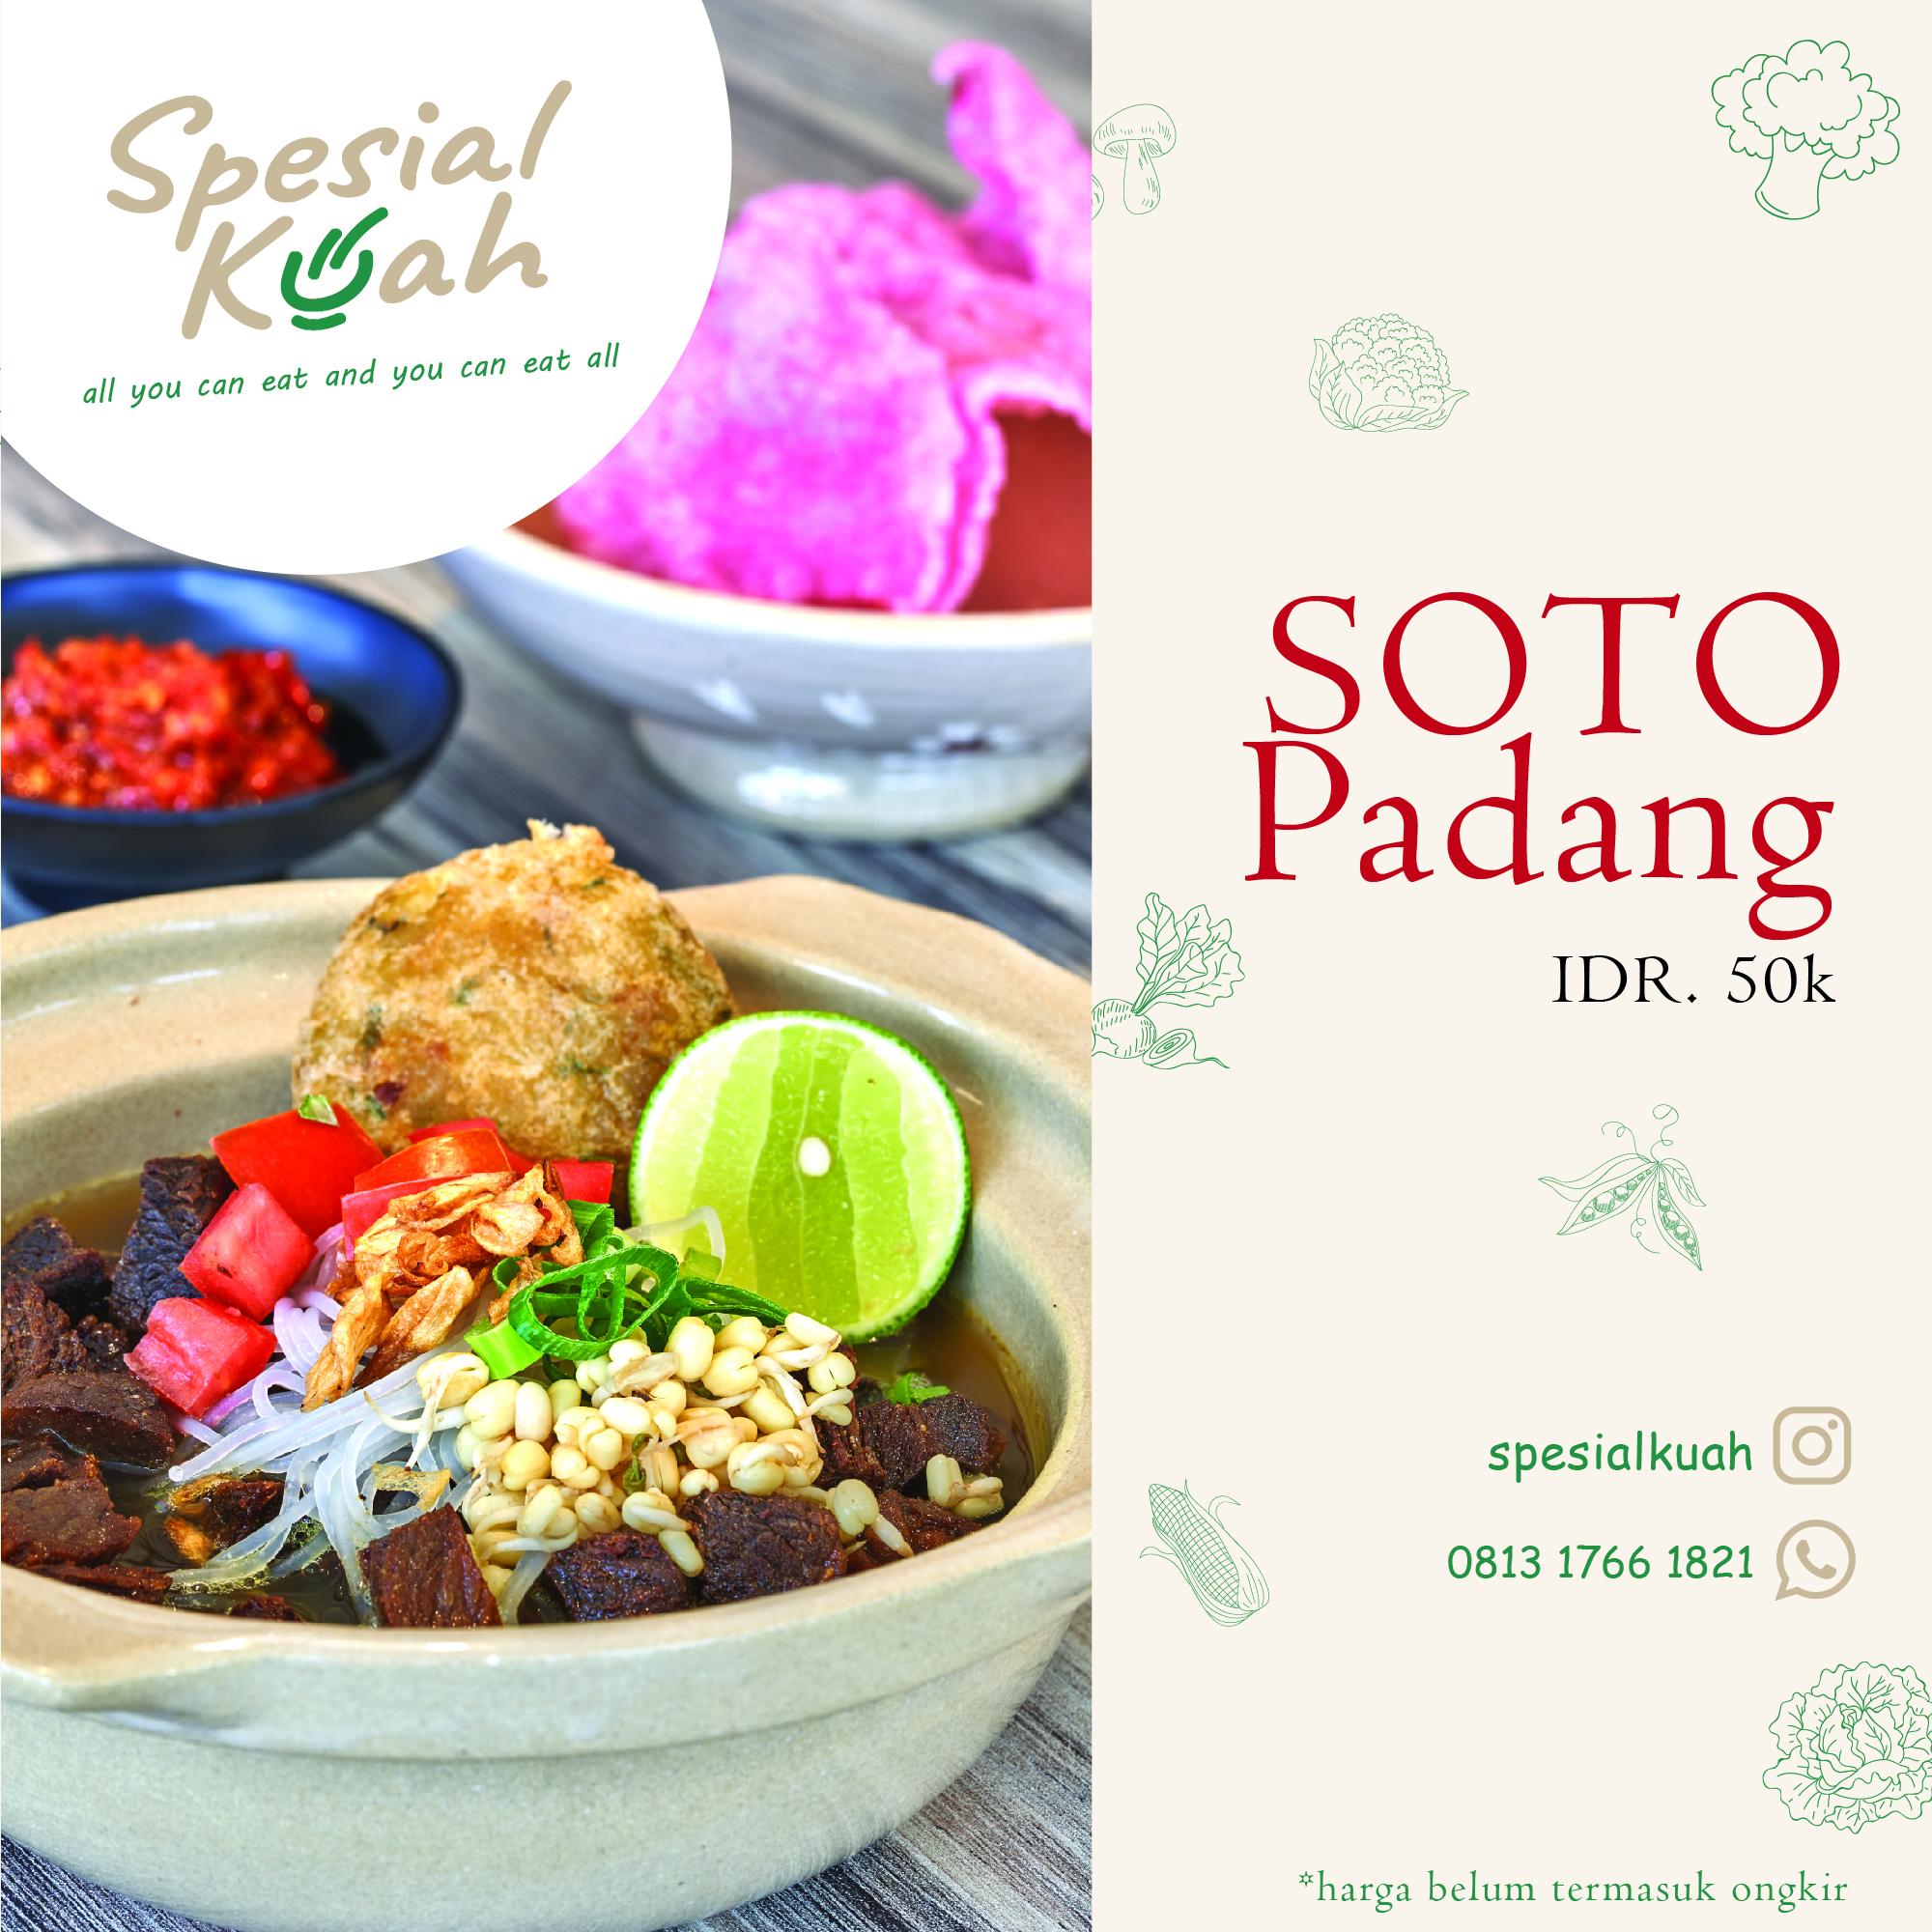 Spesial
Kuah
all you can eat and you can eat all
SOTO
Padang
IDR. 50k
spesialkuah
0813 1766 1821
*harga belum termasuk ongkir